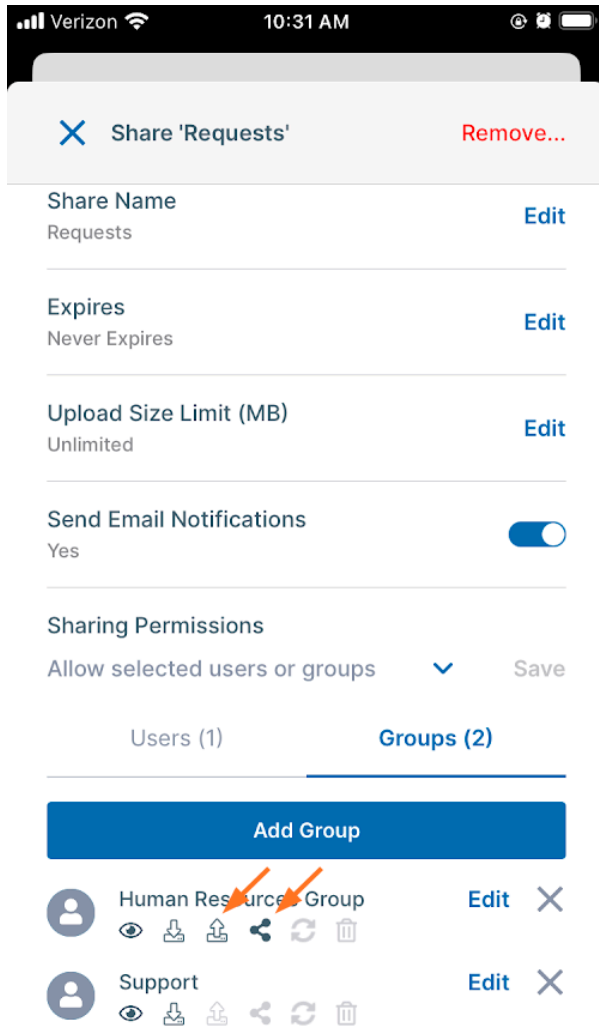 Verizon 10:31 AM
Share 'Requests' Remove...
Share Name
Edit
Requests
Expires
Edit
Never Expires
Upload Size Limit (MB)
Edit
Unlimited
Send Email Notifications
Yes
Sharing Permissions
Allow selected users or groups Save
Users (1) Groups (2)
Add Group
Human Resources Group Edit
Support Edit